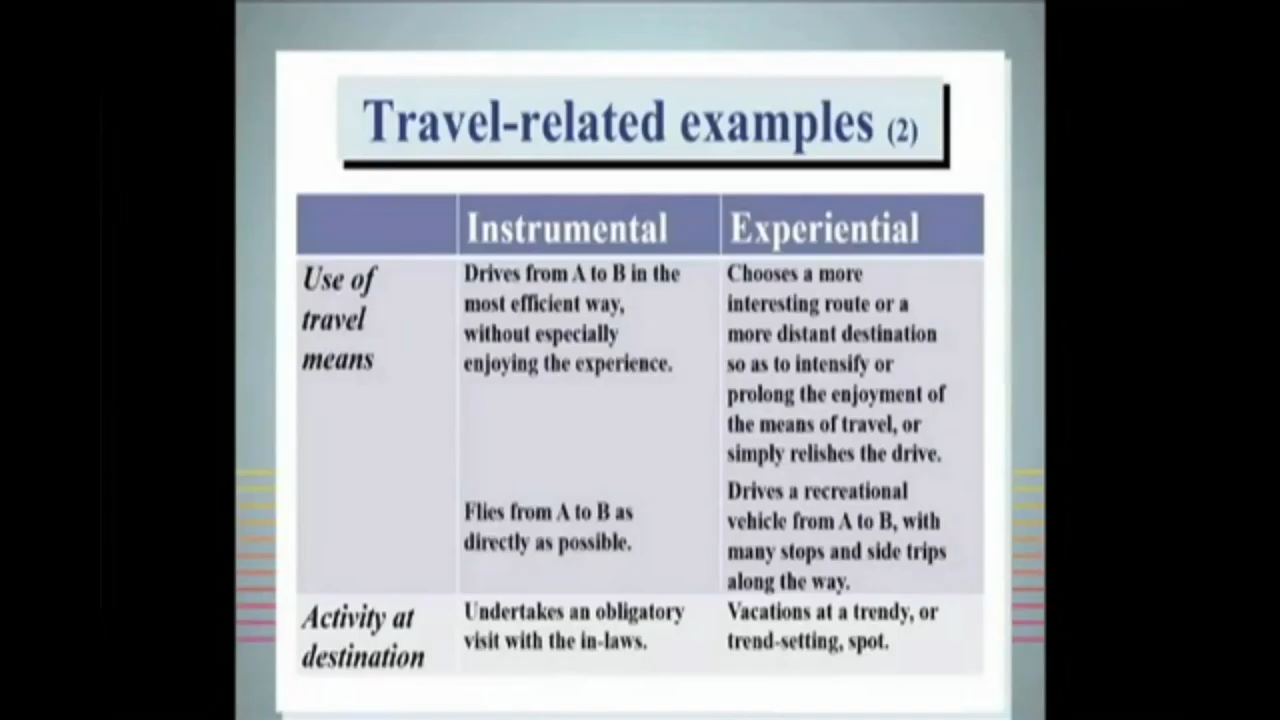 Travel-related examples (2)
Instrumental
Experiential
Use of
travel
means
Drives from A to B in the
most efficient way,
without especially
enjoying the experience.
Chooses a more
interesting route or a
more distant destination
so as to intensify or
prolong the enjoyment of
the means of travel, or
simply relishes the drive.
Flies from A to B as
directly as possible.
Drives a recreational
vehicle from A to B, with
many stops and side trips
along the way.
Activity at
destination
Undertakes an obligatory
visit with the in-laws.
Vacations at a trendy, or
trend-setting, spot.